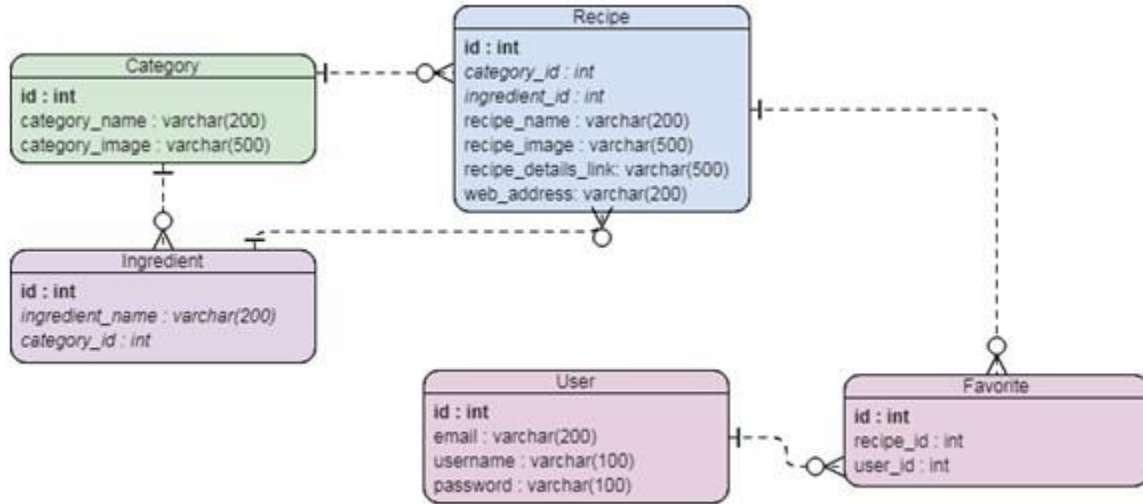 Recipe
id : int
category_id : int
ingredient_id : int
recipe_name : varchar(200)
recipe_image : varchar(500)
recipe_details_link: varchar(500)
web_address: varchar(200)
Category
id : int
category_name : varchar(200)
category_image : varchar(500)
Ingredient
id : int
ingredient_name : varchar(200)
category_id : int
User
id : int
email : varchar(200)
username : varchar(100)
password : varchar(100)
Favorite
id : int
recipe_id : int
user_id : int